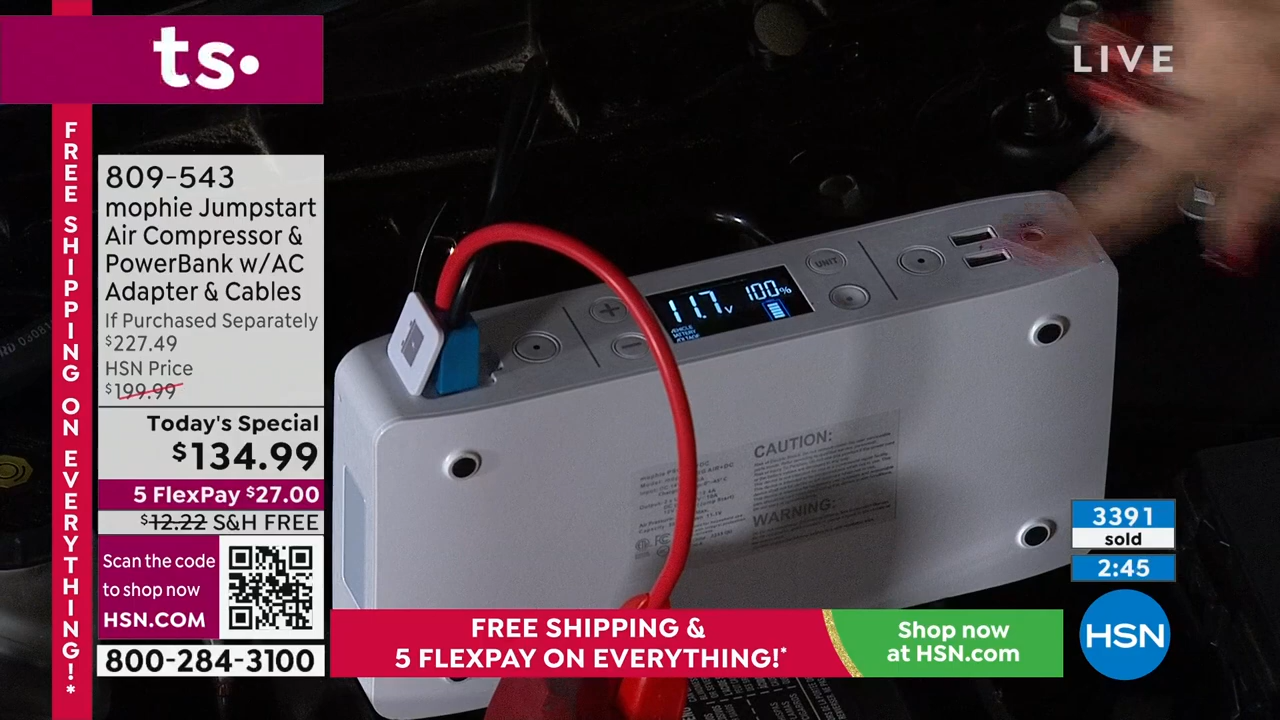 ts.
LIVE
FREE SHIPPING ON EVERYTHING!*
809-543
mophie Jumpstart
Air Compressor &
PowerBank w/AC
Adapter & Cables
If Purchased Separately
$227.49
HSN Price
$199.99
Today's Special
$134.99
5 FlexPay $27.00
$12.22 S&H FREE
Scan the code
to shop now
HSN.COM
800-284-3100
UNIT
11.7v 100%
VEHICLE
BATTERY
CAUTION:
WARNING:
3391
sold
2:45
HSN
FREE SHIPPING &
5 FLEXPAY ON EVERYTHING!*
Shop now
at HSN.com